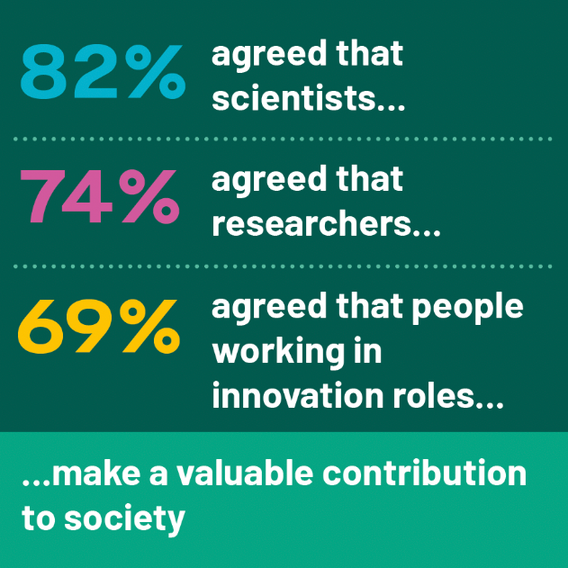 82%
agreed that
scientists...
74%
agreed that
researchers...
69%
agreed that people
working in
innovation roles...
...make a valuable contribution
to society